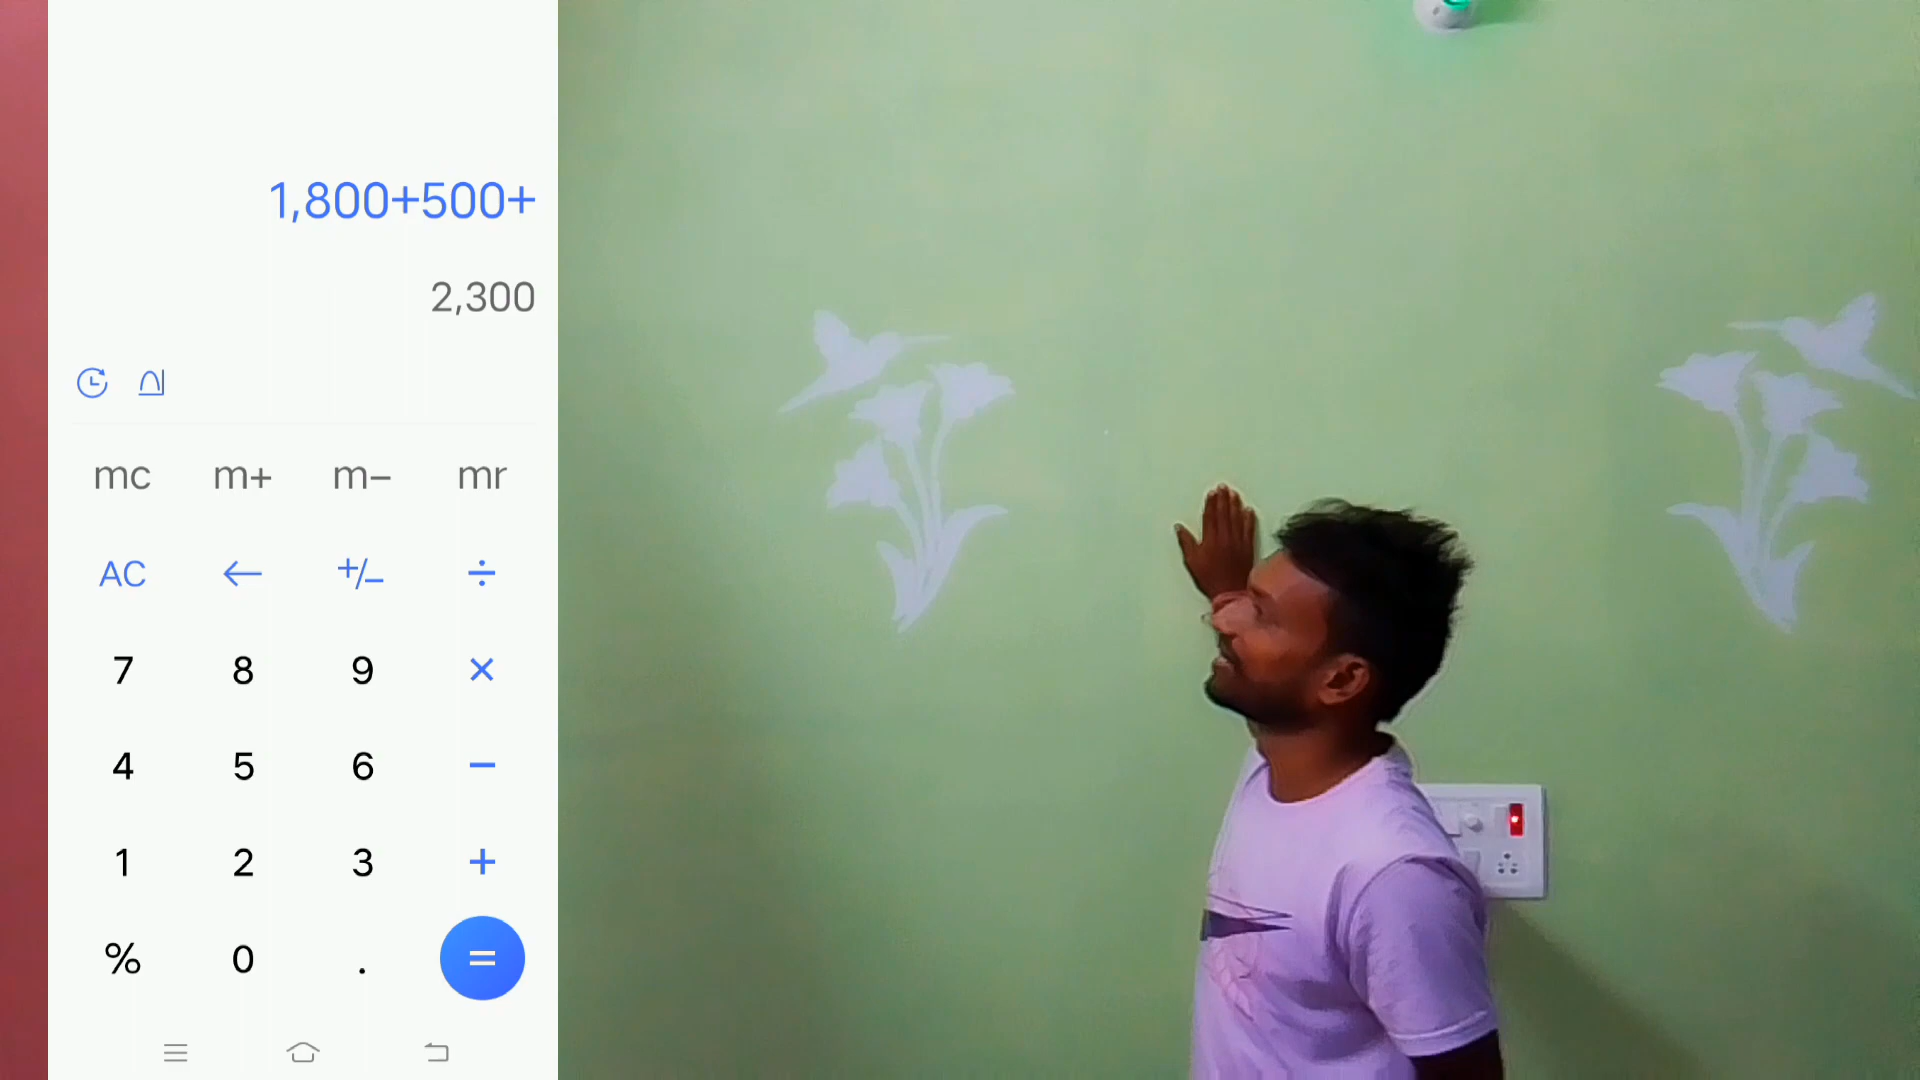 1,800+500+
2,300
mc m+ m− mr
AC ← +/− ÷
7 8 9 ×
4 5 6 −
1 2 3 +
% 0 . =